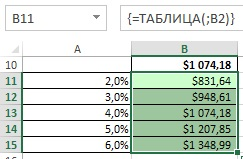 B11 {=ТАБЛИЦА(;B2)}
A B
10 $1 074,18
11 2,0% $831,64
12 3,0% $948,61
13 4,0% $1 074,18
14 5,0% $1 207,85
15 6,0% $1 348,99